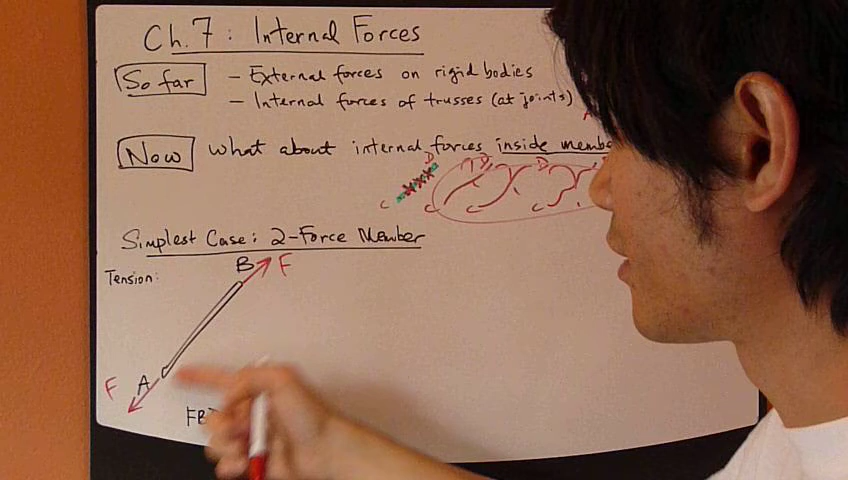 Ch.7: Internal Forces
So far - External forces on rigid bodies
- Internal forces of trusses (at joints)
A
Now What about internal forces inside
D D D
C C C C
Simplest Case: 2-Force Member
Tension: B F
F A